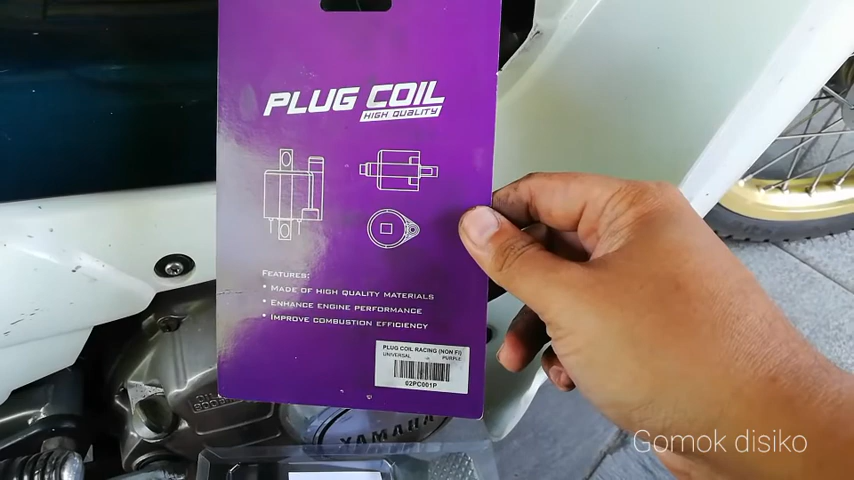 PLUG COIL
HIGH QUALITY
FEATURES:
• MADE OF HIGH QUALITY MATERIALS
• ENHANCE ENGINE PERFORMANCE
• IMPROVE COMBUSTION EFFICIENCY
PLUG COIL RACING (NON FI)
UNIVERSAL - PURPLE
02PC001P
YAMAHA
Gomok disiko